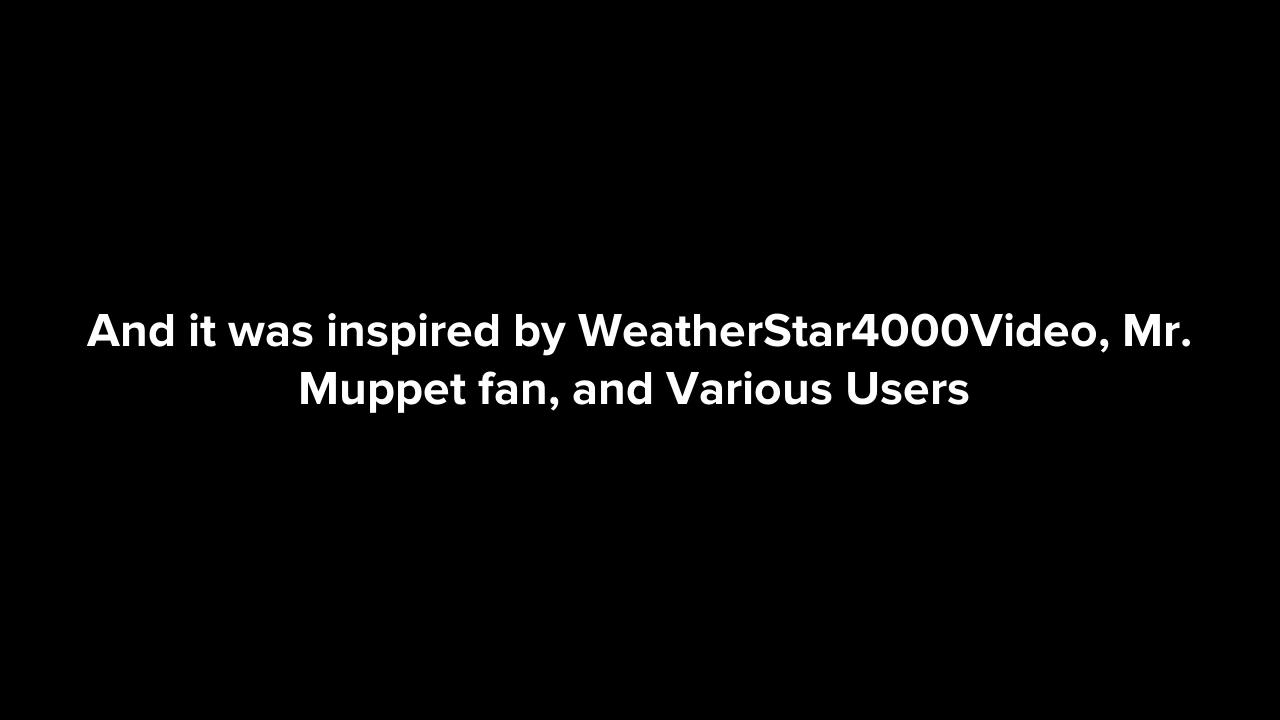 And it was inspired by WeatherStar4000Video, Mr.
Muppet fan, and Various Users